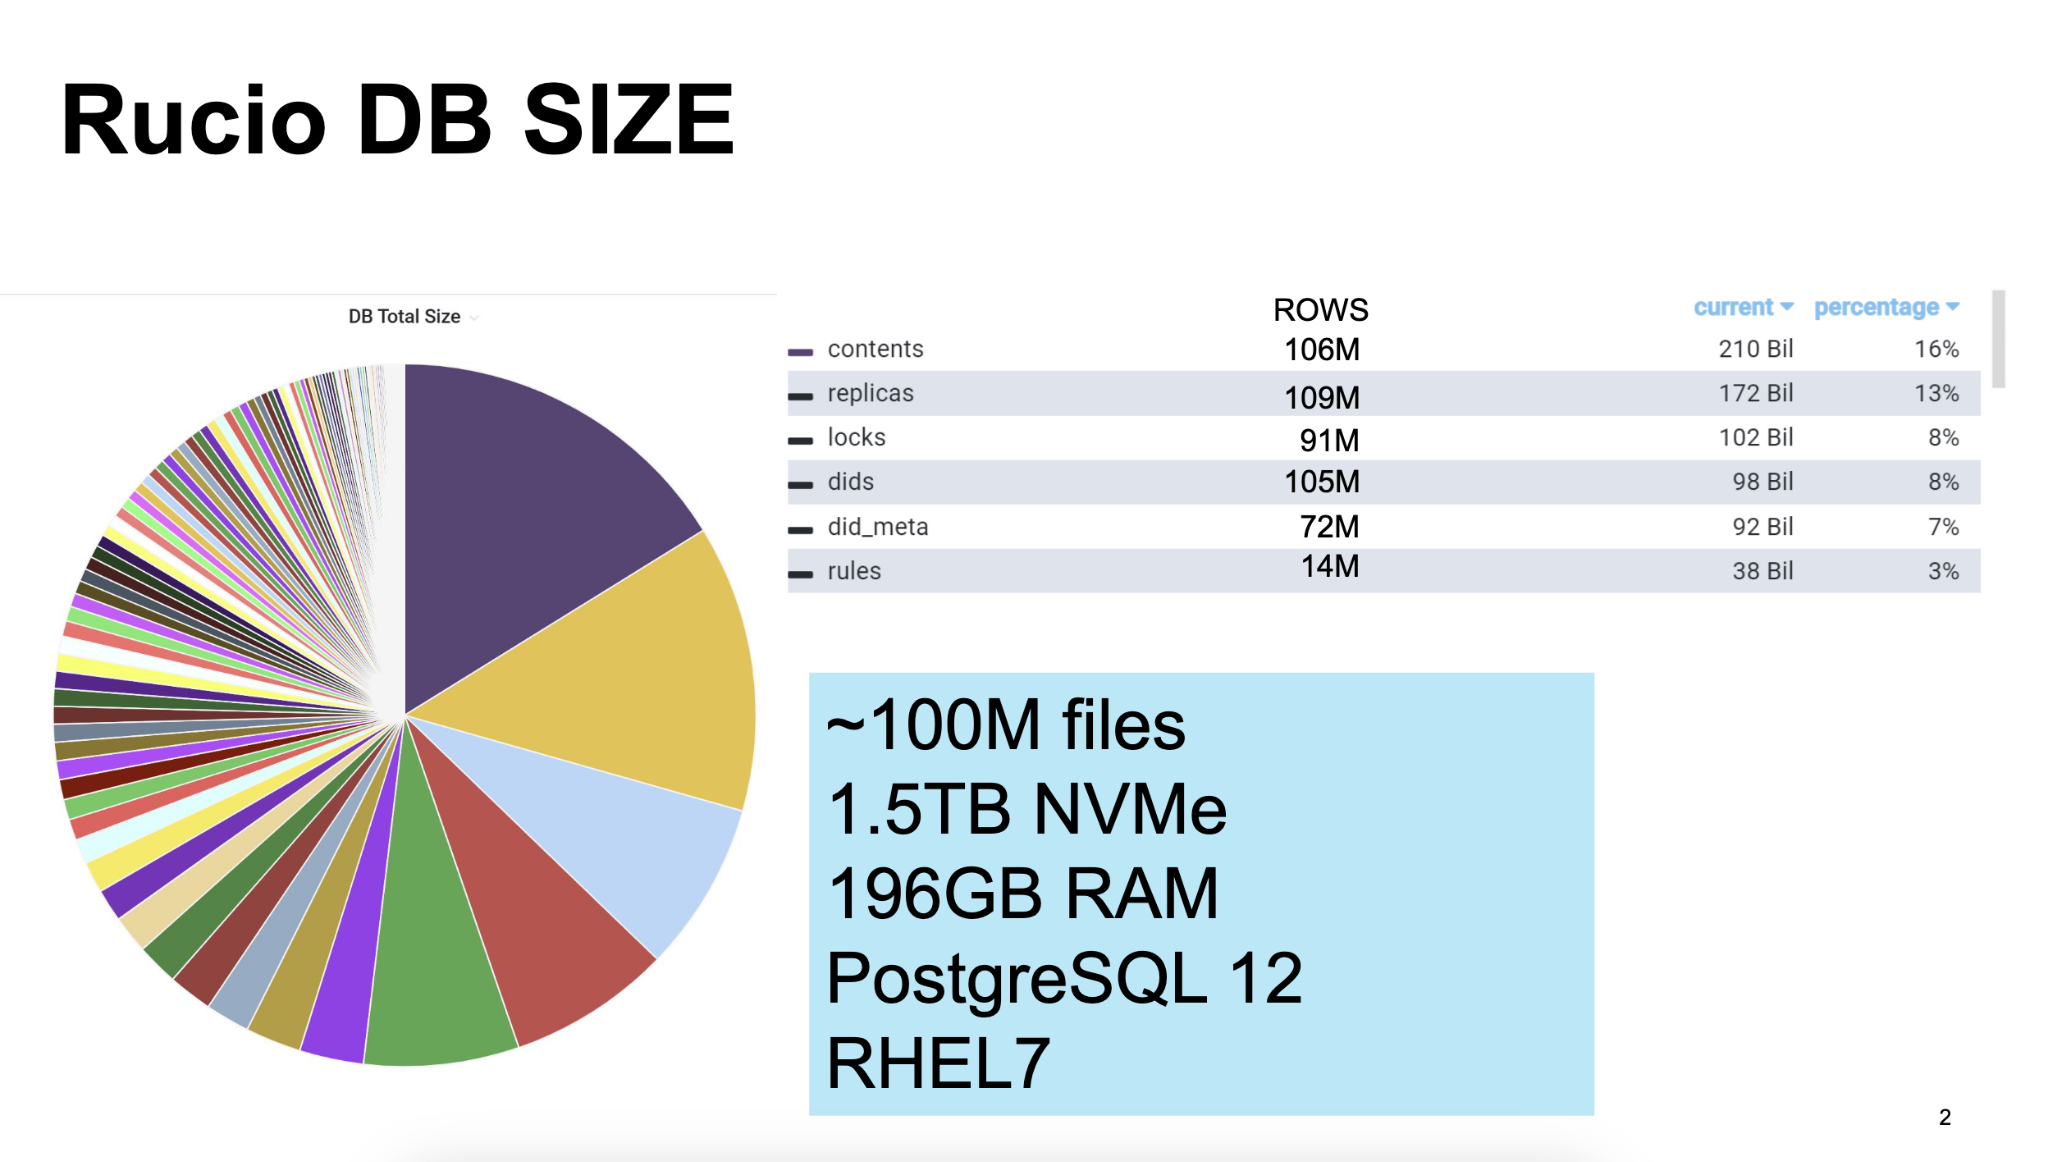 Rucio DB SIZE
DB Total Size
ROWS current percentage
contents 106M 210 Bil 16%
replicas 109M 172 Bil 13%
locks 91M 102 Bil 8%
dids 105M 98 Bil 8%
did_meta 72M 92 Bil 7%
rules 14M 38 Bil 3%
~100M files
1.5TB NVMe
196GB RAM
PostgreSQL 12
RHEL7
2